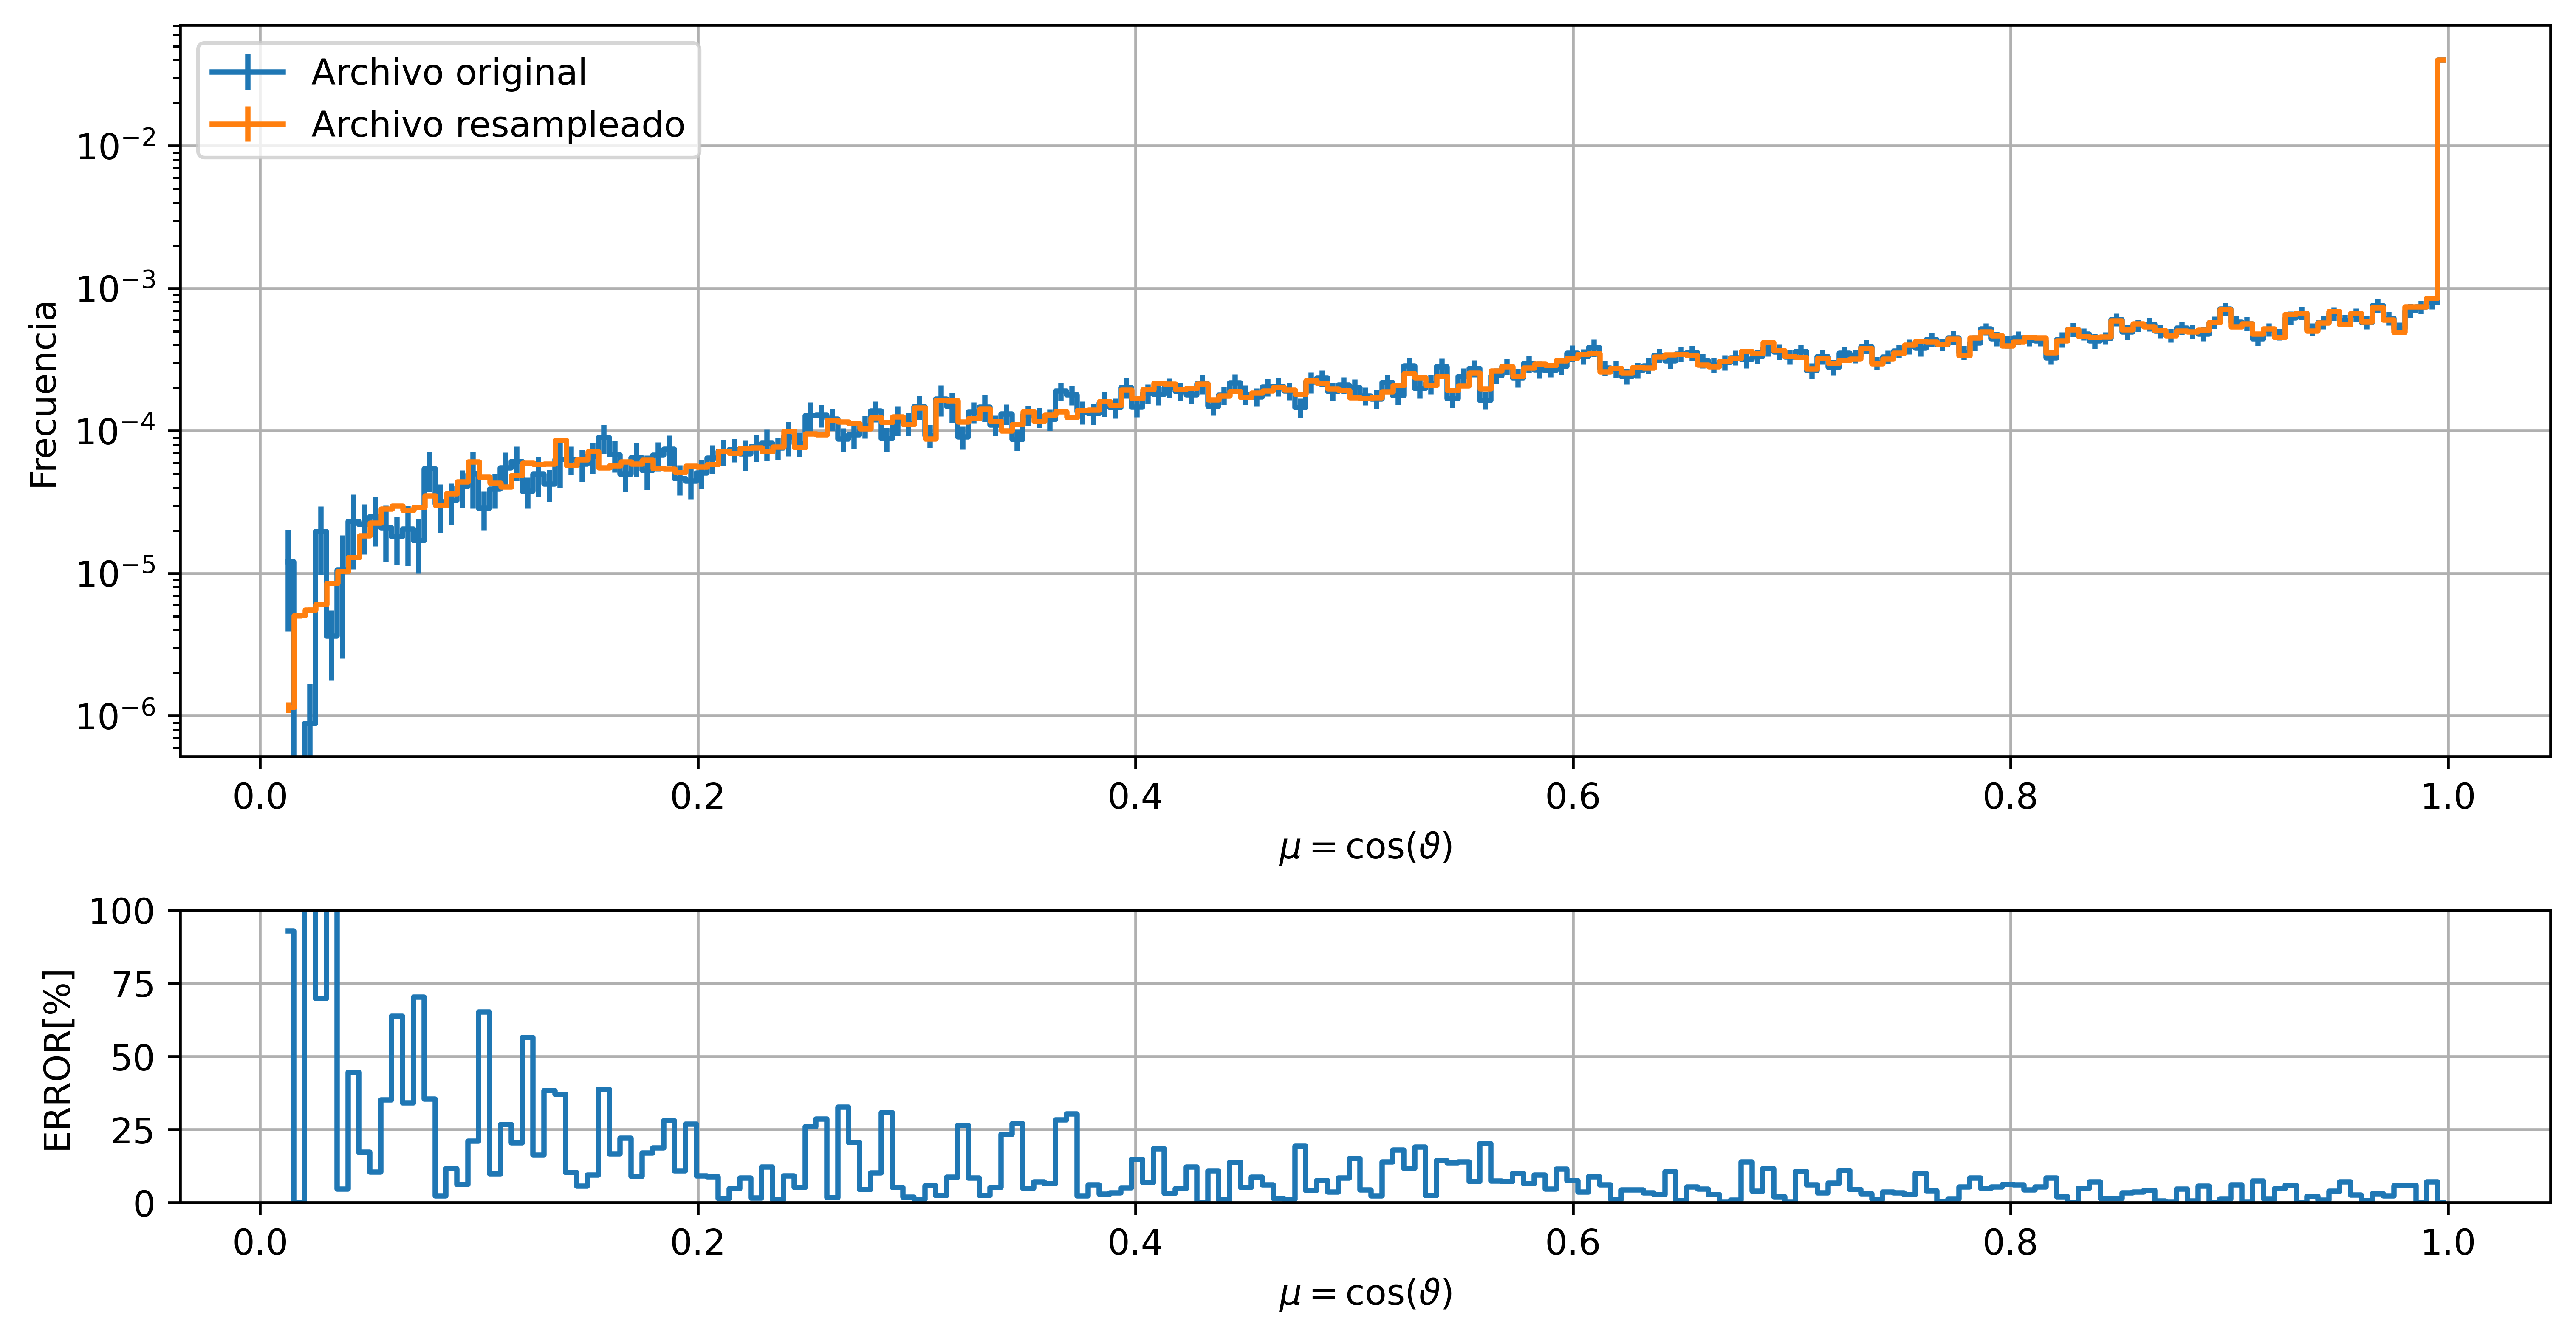 Archivo original
Archivo resampleado
10⁻²
10⁻³
10⁻⁴
10⁻⁵
10⁻⁶
Frecuencia
0.0 0.2 0.4 0.6 0.8 1.0
μ = cos(ϑ)
100
75
50
25
0
ERROR[%]
0.0 0.2 0.4 0.6 0.8 1.0
μ = cos(ϑ)